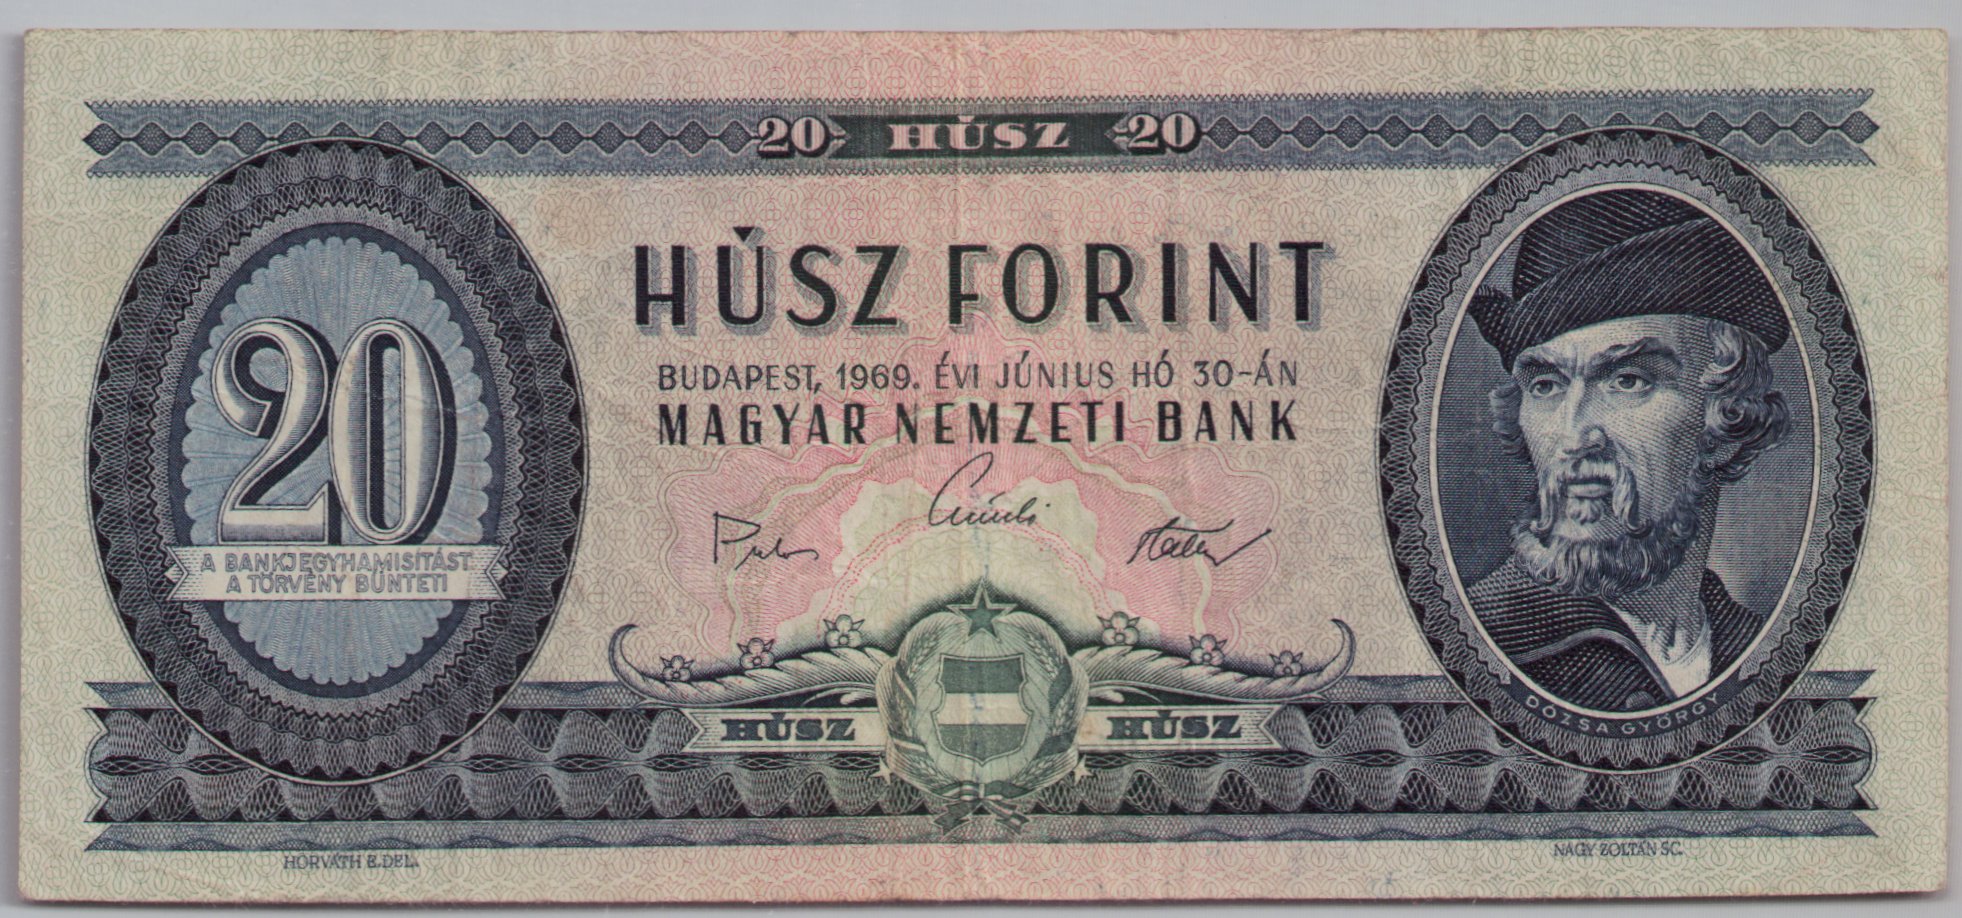 20 HÚSZ 20
HÚSZ FORINT
BUDAPEST, 1969. ÉVI JÚNIUS HÓ 30-ÁN
MAGYAR NEMZETI BANK
20
A BANKJEGYHAMISÍTÁST
A TÖRVÉNY BÜNTETI
HÚSZ HÚSZ
DÓZSA GYÖRGY
HORVÁTH E. DEL.
NAGY ZOLTÁN SC.